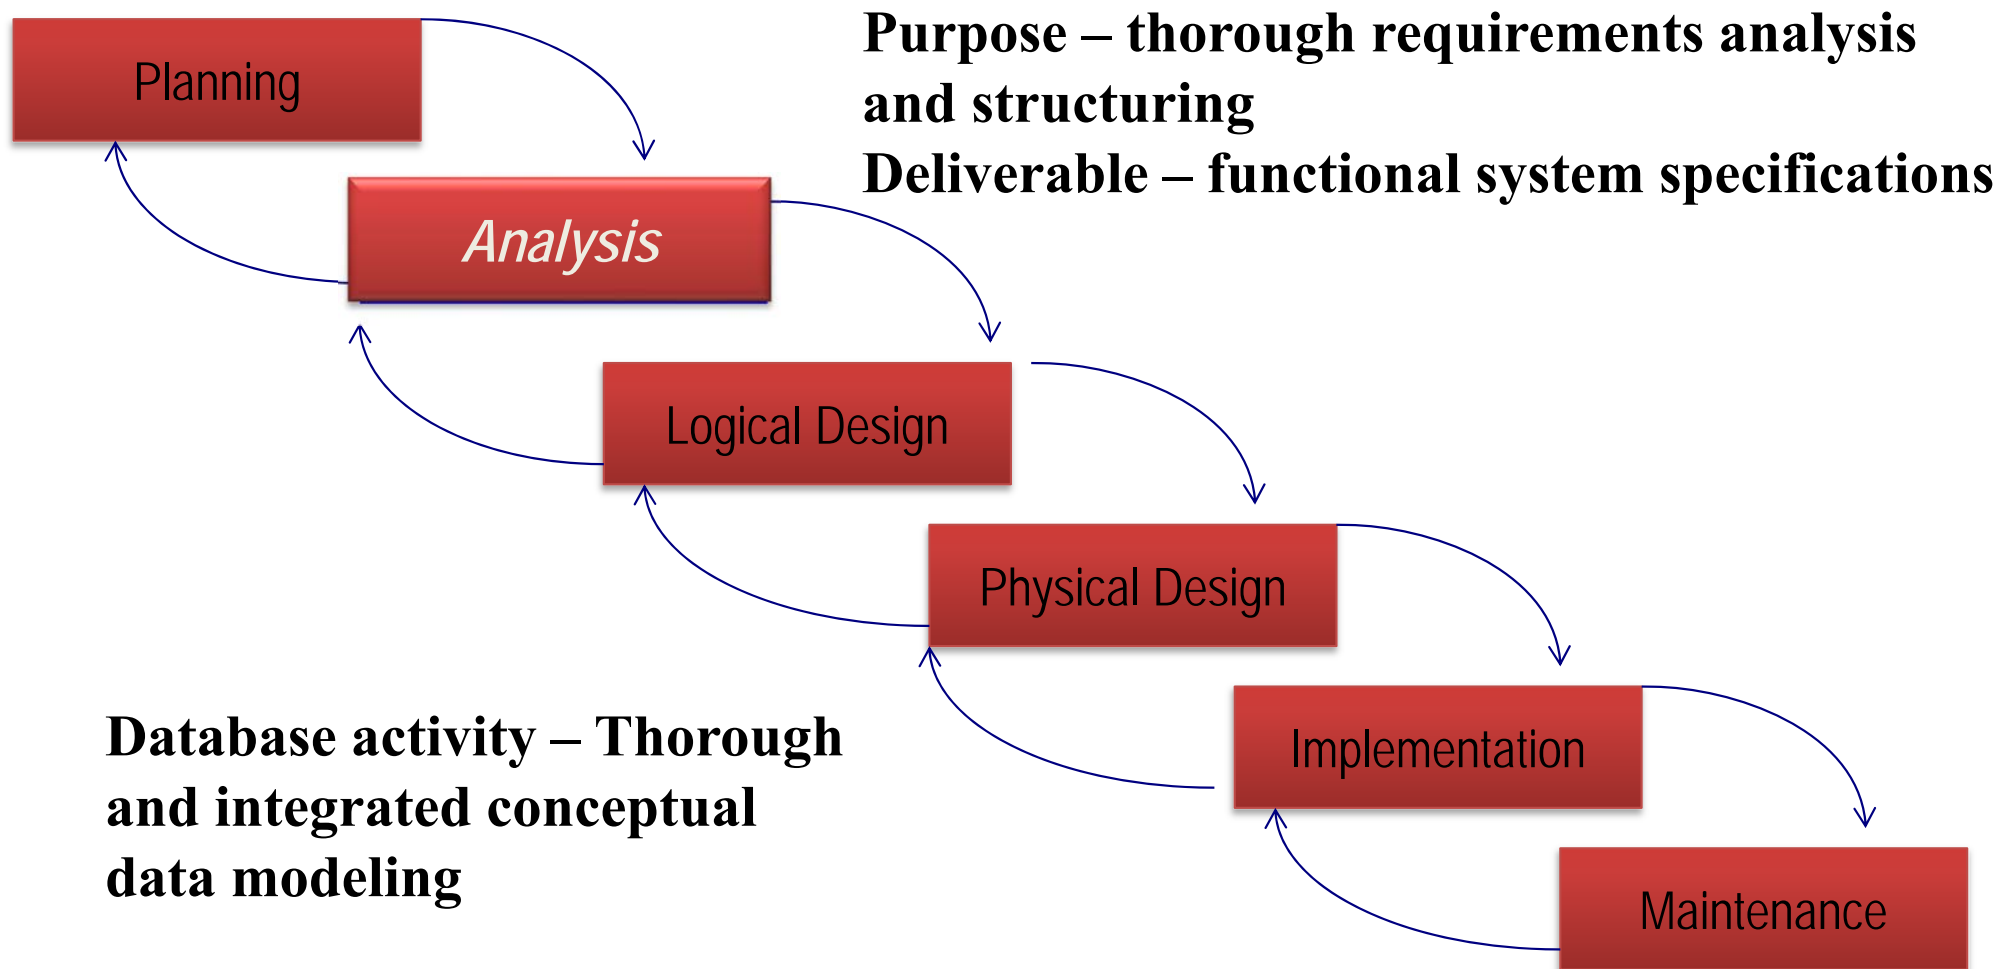 Planning
Purpose – thorough requirements analysis
and structuring
Deliverable – functional system specifications
Analysis
Logical Design
Physical Design
Implementation
Maintenance
Database activity – Thorough
and integrated conceptual
data modeling